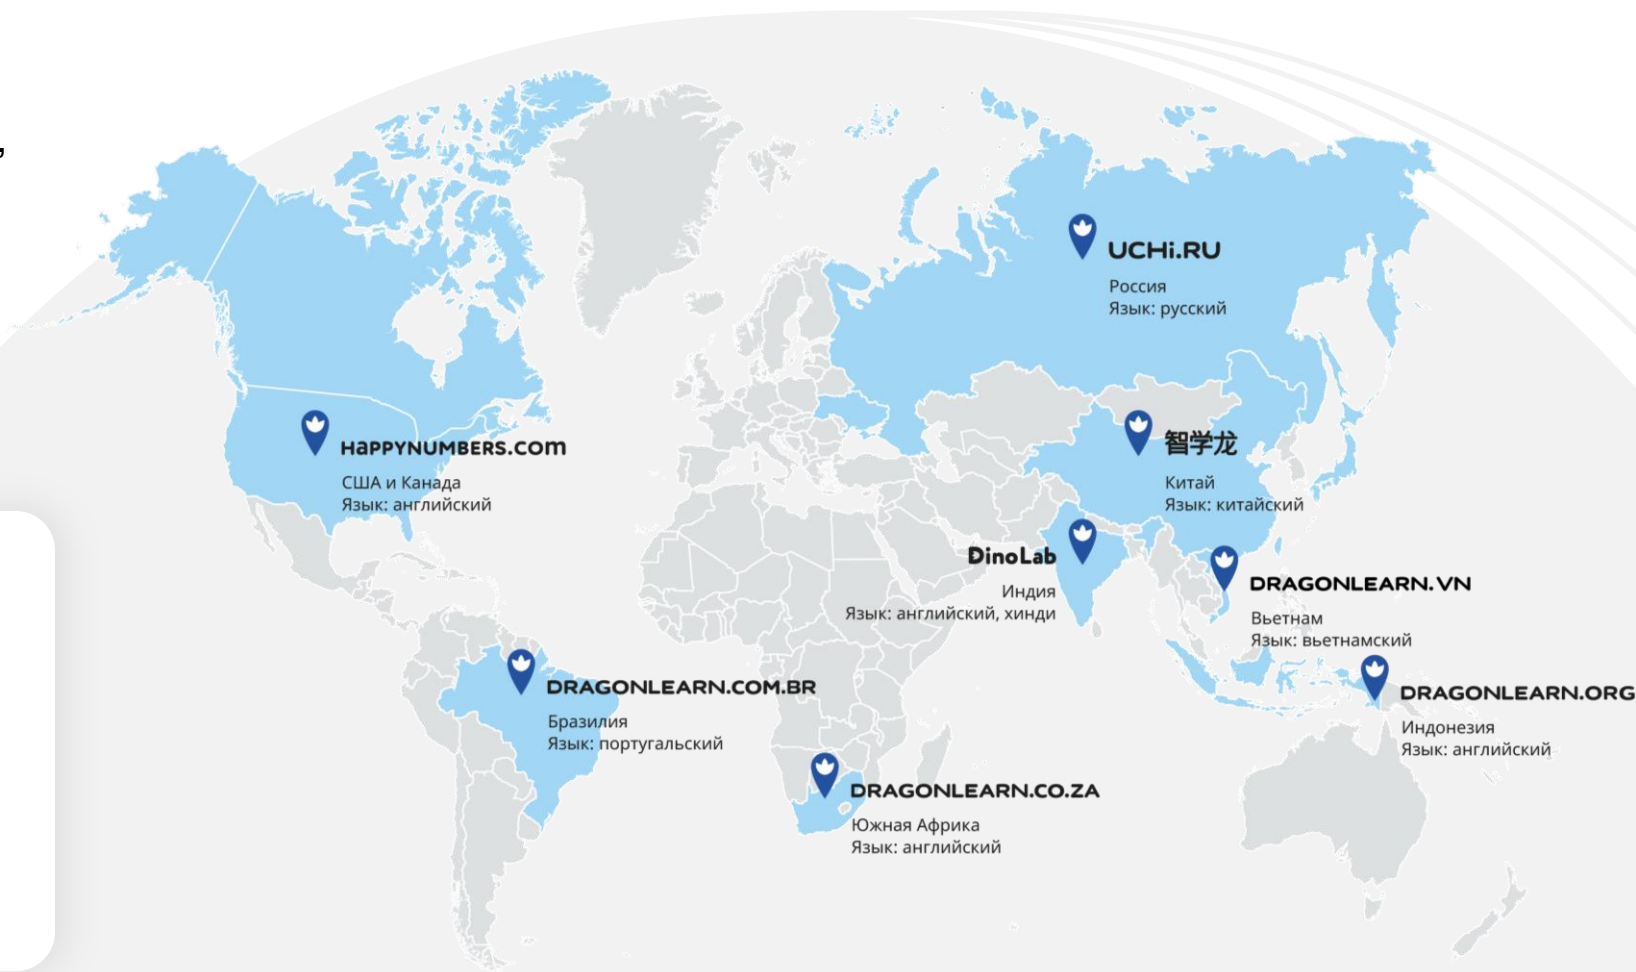 ,
UCHi.RU
Россия
Язык: русский
HaPPYNUMBERS.COM
США и Канада
Язык: английский
智学龙
Китай
Язык: китайский
DinoLab
Индия
Язык: английский, хинди
DRAGONLEARN.VN
Вьетнам
Язык: вьетнамский
DRAGONLEARN.COM.BR
Бразилия
Язык: португальский
DRAGONLEARN.ORG
Индонезия
Язык: английский
DRAGONLEARN.CO.ZA
Южная Африка
Язык: английский